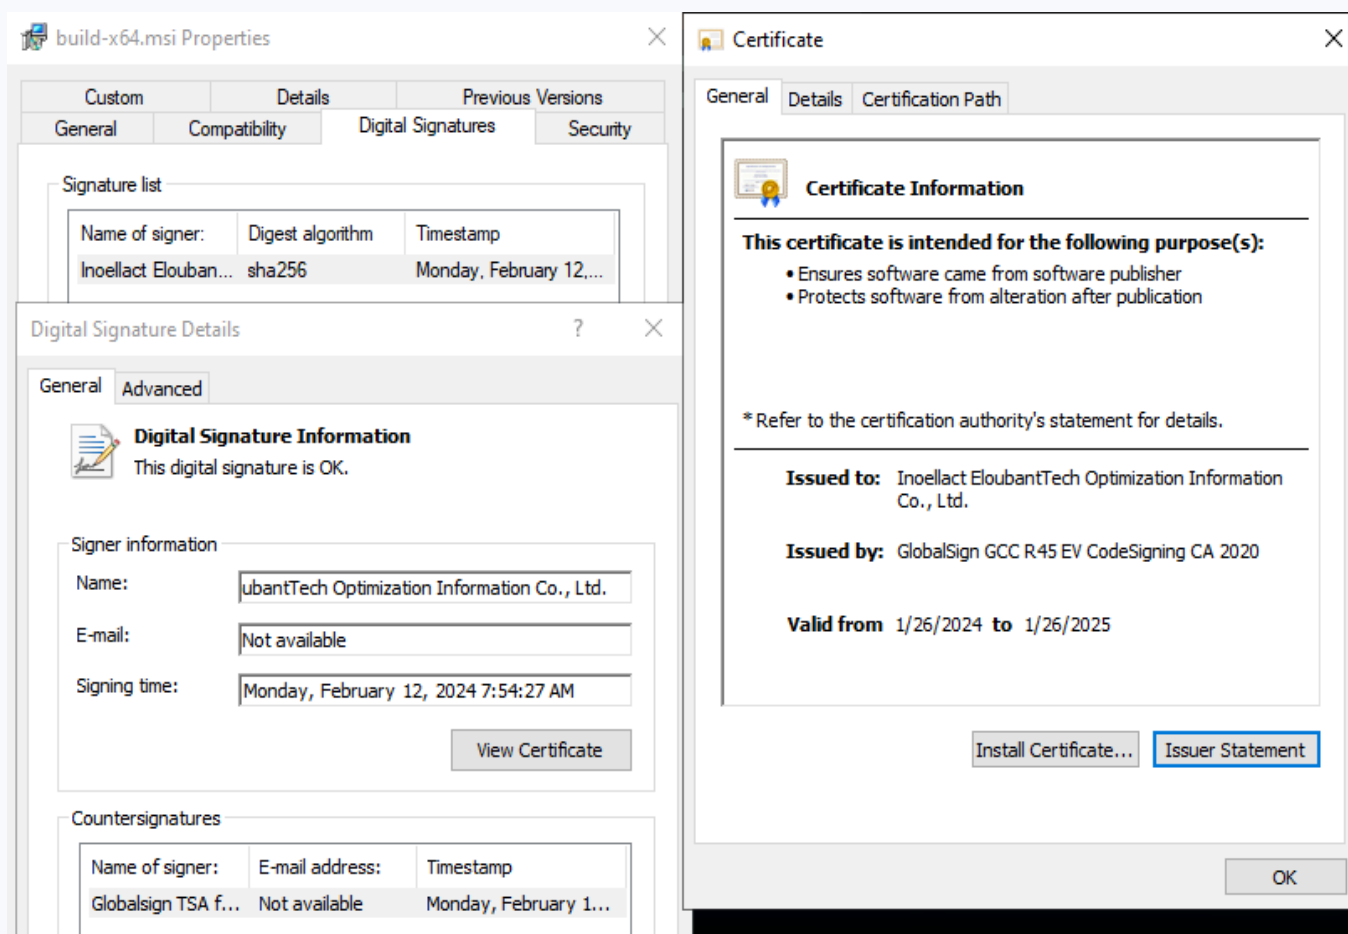 build-x64.msi Properties
Custom Details Previous Versions
General Compatibility Digital Signatures Security
Signature list
Name of signer: Digest algorithm Timestamp
Inoellact Elouban... sha256 Monday, February 12,...
Digital Signature Details ?
General Advanced
Digital Signature Information
This digital signature is OK.
Signer information
Name: ubantTech Optimization Information Co., Ltd.
E-mail: Not available
Signing time: Monday, February 12, 2024 7:54:27 AM
View Certificate
Countersignatures
Name of signer: E-mail address: Timestamp
Globalsign TSA f... Not available Monday, February 1...
Certificate
General Details Certification Path
Certificate Information
This certificate is intended for the following purpose(s):
• Ensures software came from software publisher
• Protects software from alteration after publication
* Refer to the certification authority's statement for details.
Issued to: Inoellact EloubantTech Optimization Information
Co., Ltd.
Issued by: GlobalSign GCC R45 EV CodeSigning CA 2020
Valid from 1/26/2024 to 1/26/2025
Install Certificate... Issuer Statement
OK